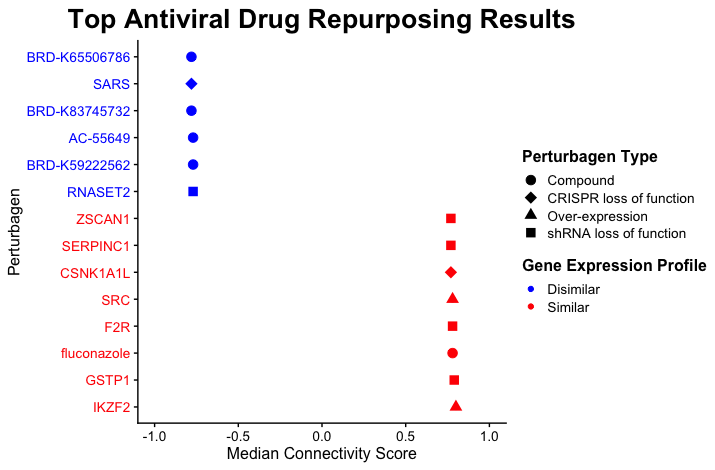 Top Antiviral Drug Repurposing Results
Perturbagen
BRD-K65506786
SARS
BRD-K83745732
AC-55649
BRD-K59222562
RNASET2
ZSCAN1
SERPINC1
CSNK1A1L
SRC
F2R
fluconazole
GSTP1
IKZF2
-1.0 -0.5 0.0 0.5 1.0
Median Connectivity Score
Perturbagen Type
Compound
CRISPR loss of function
Over-expression
shRNA loss of function
Gene Expression Profile
Disimilar
Similar